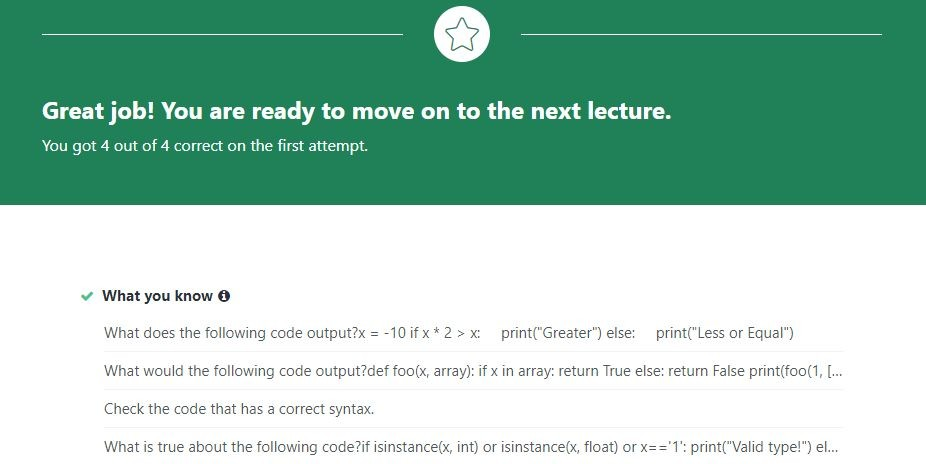 Great job! You are ready to move on to the next lecture.
You got 4 out of 4 correct on the first attempt.
What you know
What does the following code output?x = -10 if x * 2 > x:     print("Greater") else:     print("Less or Equal")
What would the following code output?def foo(x, array): if x in array: return True else: return False print(foo(1, [...
Check the code that has a correct syntax.
What is true about the following code?if isinstance(x, int) or isinstance(x, float) or x=='1': print("Valid type!") el...